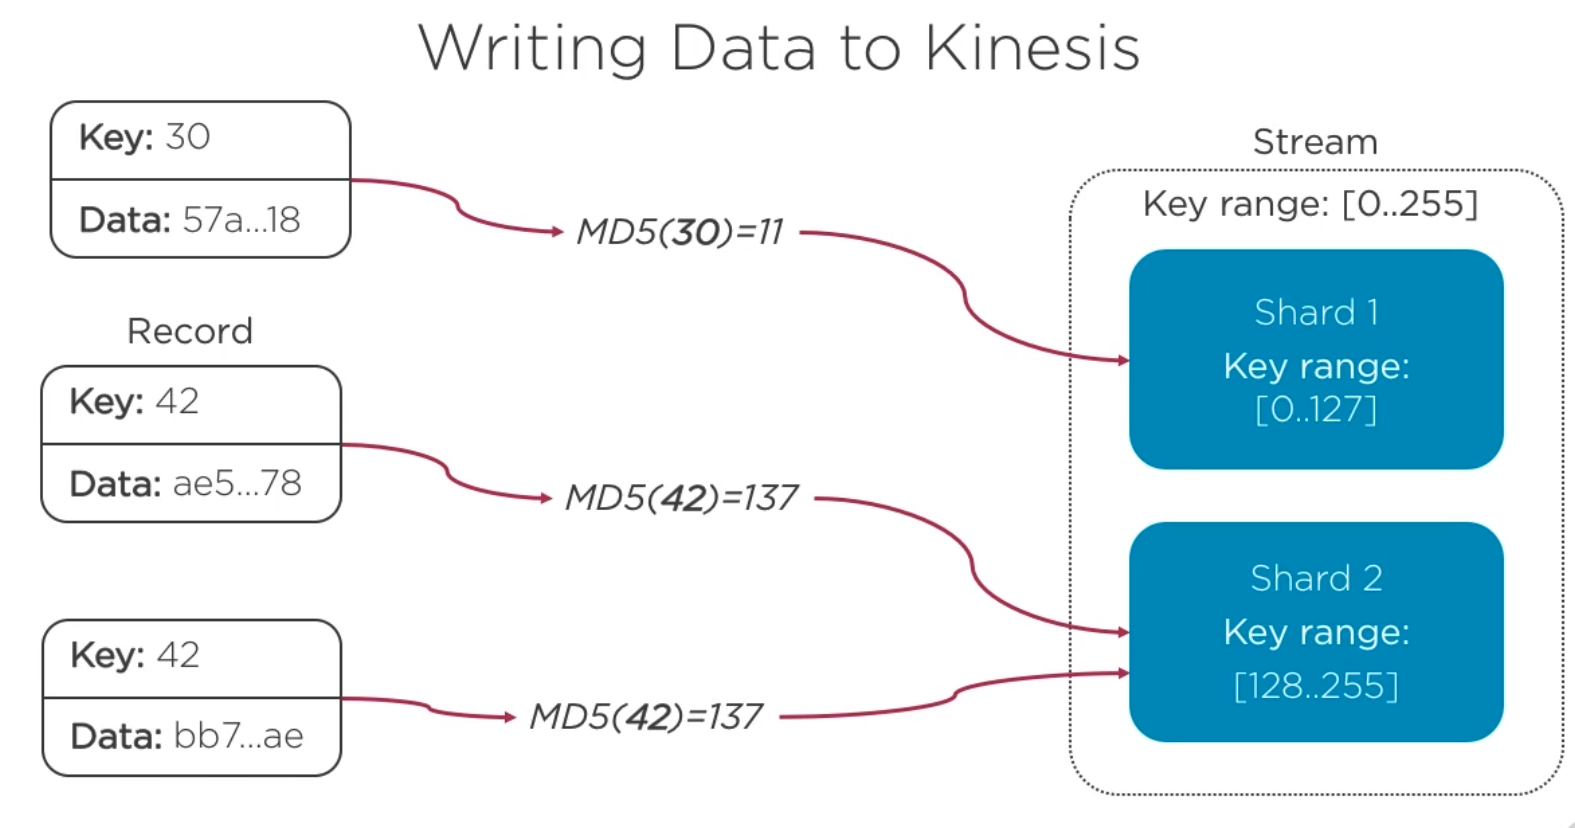 Writing Data to Kinesis
Key: 30
Data: 57a...18
MD5(30)=11
Record
Key: 42
Data: ae5...78
MD5(42)=137
Key: 42
Data: bb7...ae
MD5(42)=137
Stream
Key range: [0..255]
Shard 1
Key range:
[0..127]
Shard 2
Key range:
[128..255]